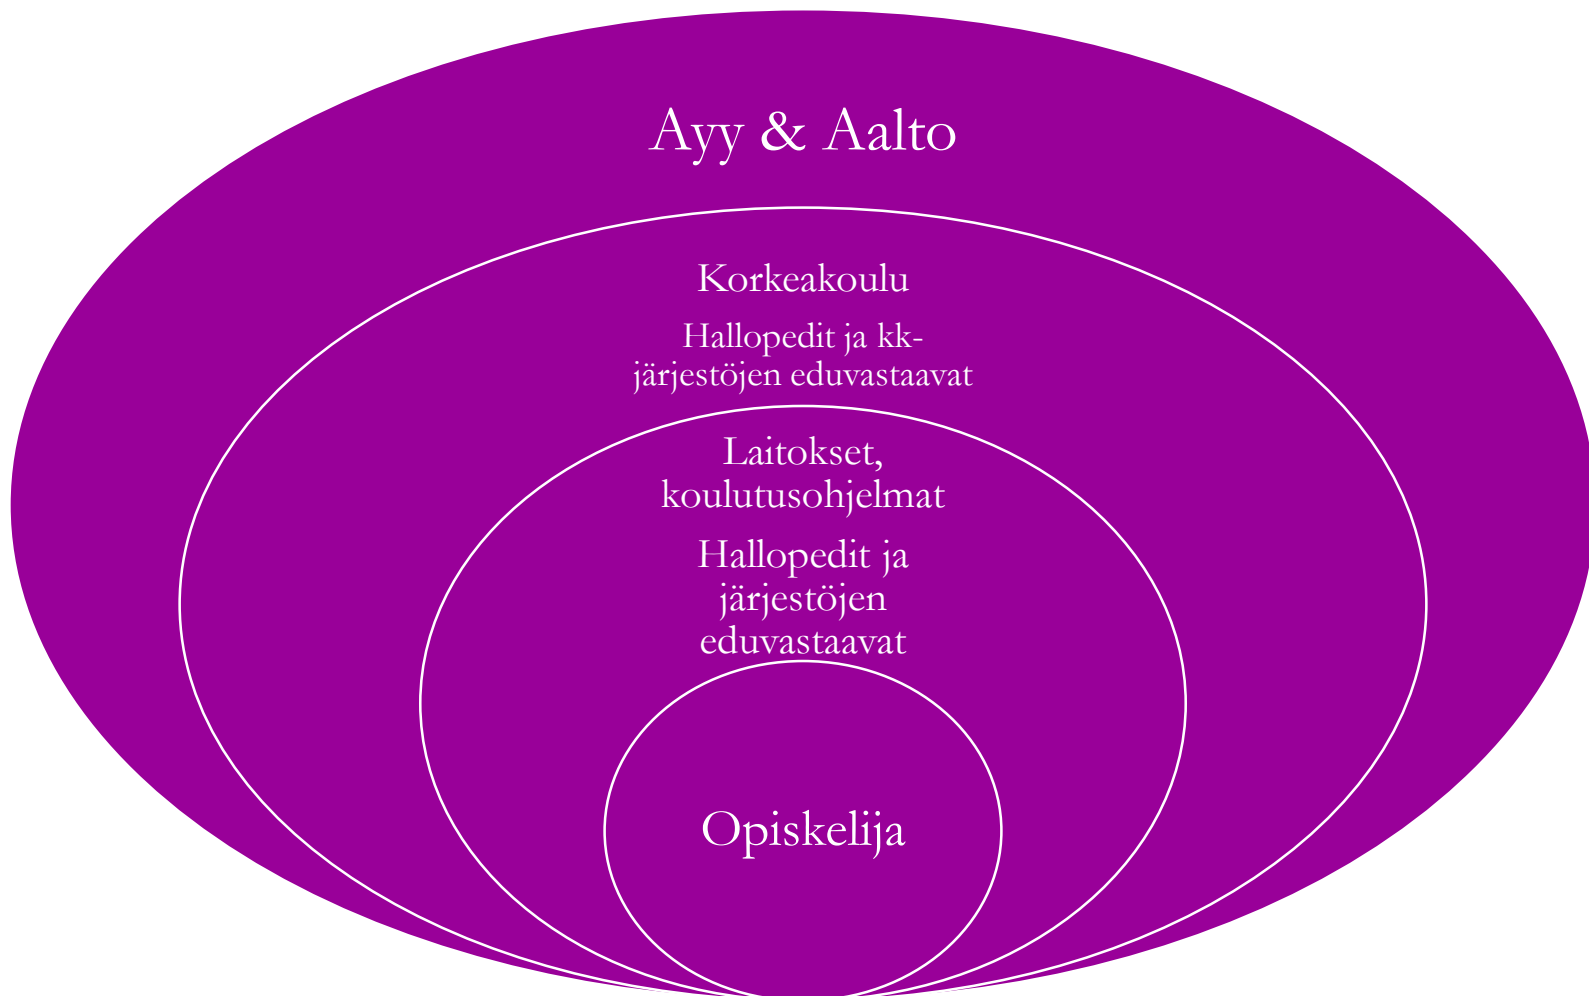 Ayy & Aalto
Korkeakoulu
Hallopedit ja kk-
järjestöjen eduvastaavat
Laitokset,
koulutusohjelmat
Hallopedit ja
järjestöjen
eduvastaavat
Opiskelija